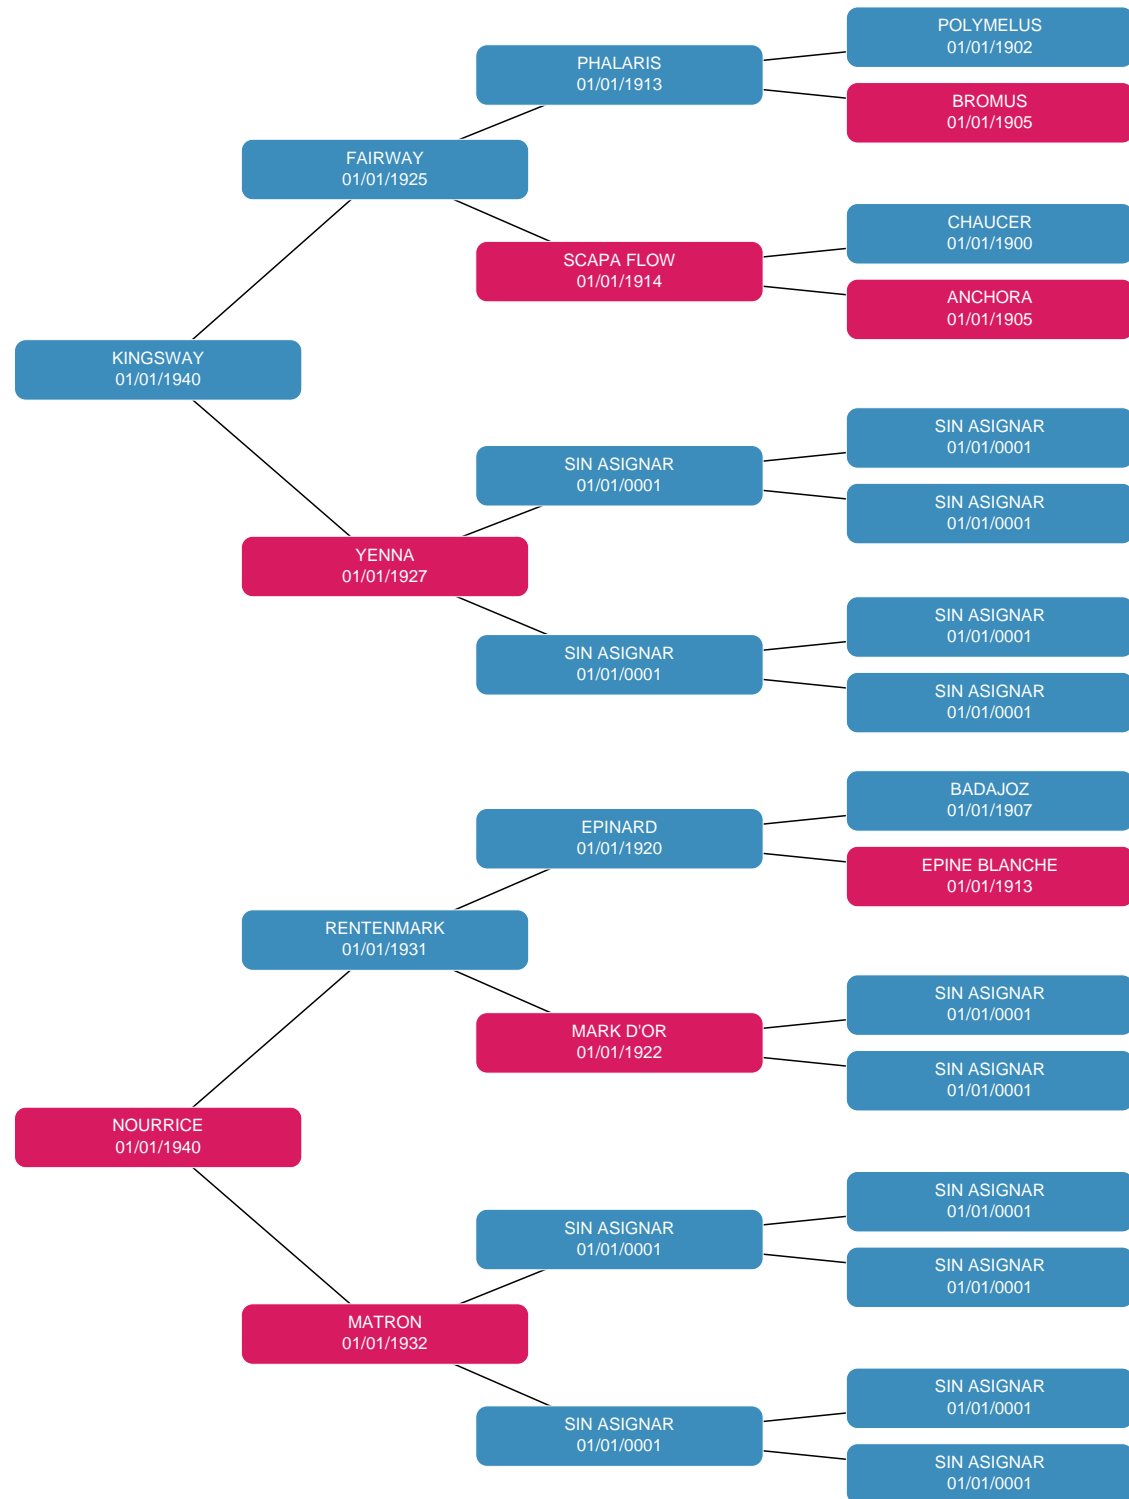 POLYMELUS
01/01/1902
PHALARIS
01/01/1913
BROMUS
01/01/1905
FAIRWAY
01/01/1925
CHAUCER
01/01/1900
SCAPA FLOW
01/01/1914
ANCHORA
01/01/1905
KINGSWAY
01/01/1940
SIN ASIGNAR
01/01/0001
SIN ASIGNAR
01/01/0001
SIN ASIGNAR
01/01/0001
YENNA
01/01/1927
SIN ASIGNAR
01/01/0001
SIN ASIGNAR
01/01/0001
SIN ASIGNAR
01/01/0001
BADAJOZ
01/01/1907
EPINARD
01/01/1920
EPINE BLANCHE
01/01/1913
RENTENMARK
01/01/1931
SIN ASIGNAR
01/01/0001
MARK D'OR
01/01/1922
SIN ASIGNAR
01/01/0001
NOURRICE
01/01/1940
SIN ASIGNAR
01/01/0001
SIN ASIGNAR
01/01/0001
SIN ASIGNAR
01/01/0001
MATRON
01/01/1932
SIN ASIGNAR
01/01/0001
SIN ASIGNAR
01/01/0001
SIN ASIGNAR
01/01/0001